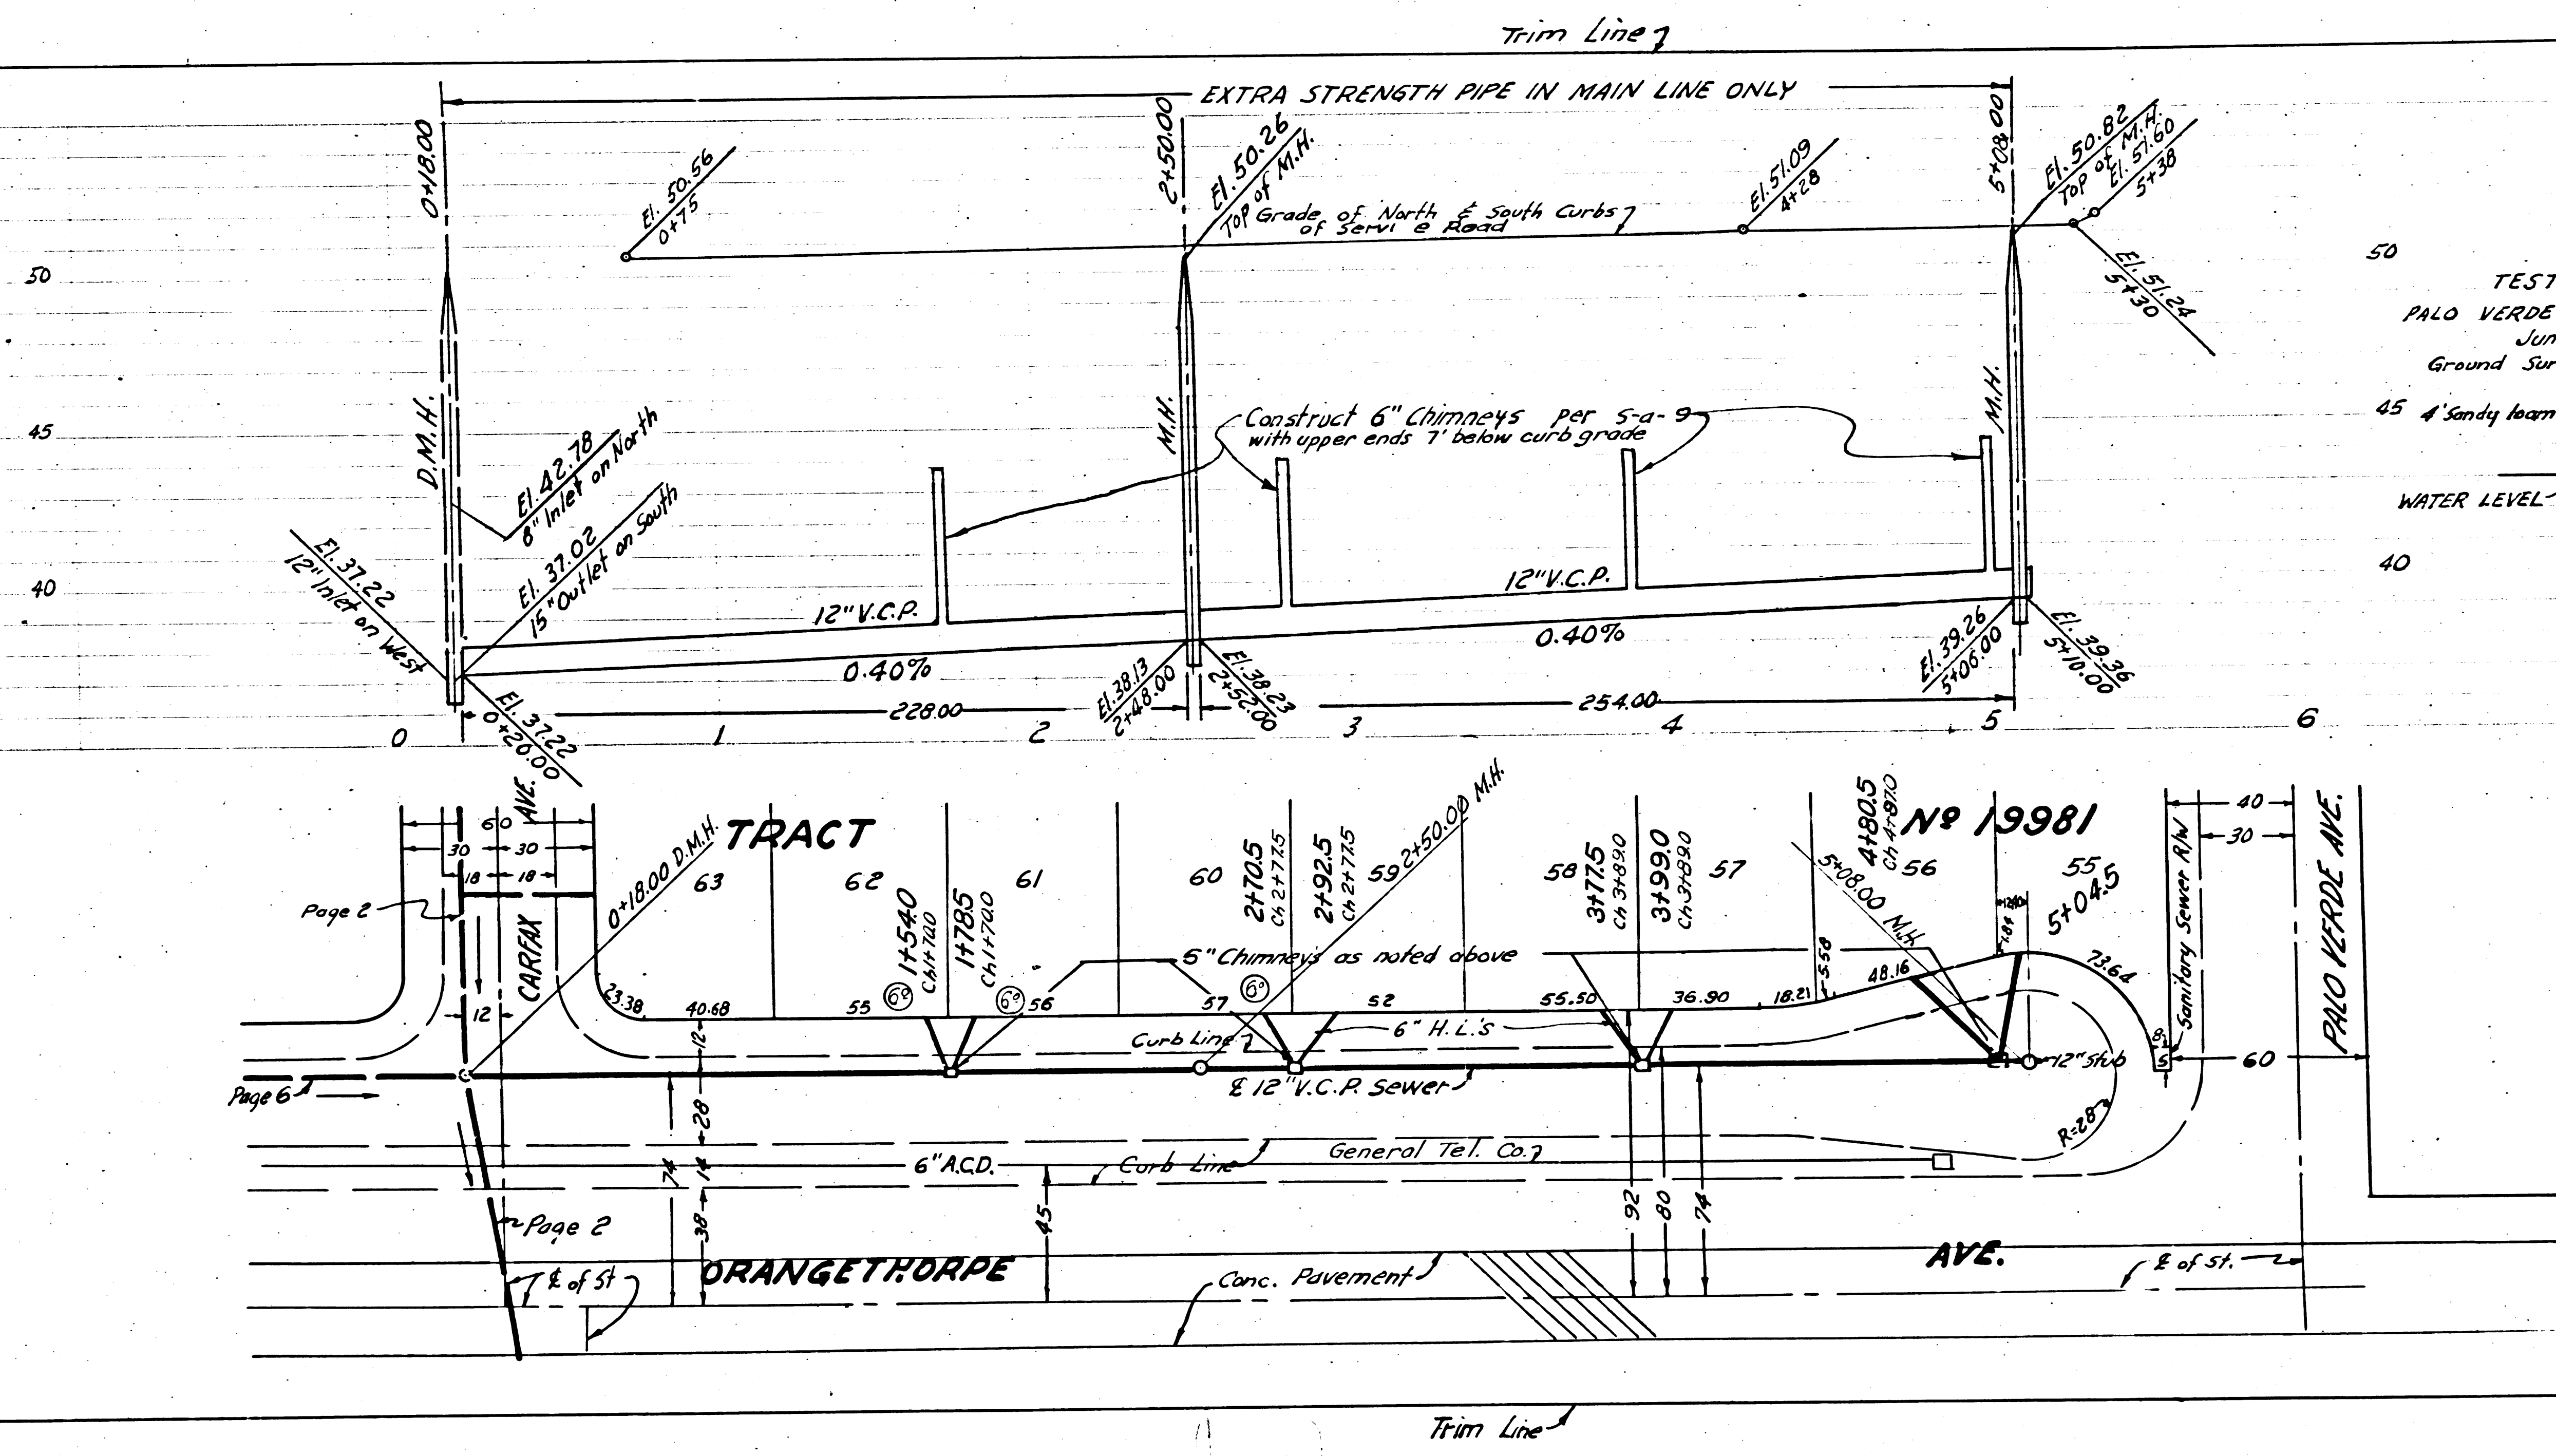 Trim Line
EXTRA STRENGTH PIPE IN MAIN LINE ONLY
0+18.00
El. 50.56
0+75
2+50.00
El. 50.26
Top of M.H.
Grade of North & South Curbs
of Servi e Road
El. 51.09
4+28
5+08.00
El. 50.82
Top of M.H.
El. 51.60
5+38
El. 51.24
5+30
50
50
TEST
PALO VERDE
Jun
Ground Sur
45
45
4' Sandy loam
WATER LEVEL
40
40
D.M.H.
El. 42.78
8" Inlet on North
El. 37.02
15" Outlet on South
El. 37.22
12" Inlet on West
El. 37.22
0+20.00
M.H.
Construct 6" Chimneys per S-a-9
with upper ends 7' below curb grade
M.H.
12" V.C.P.
12" V.C.P.
0.40%
0.40%
El. 38.13
2+48.00
El. 38.23
2+52.00
El. 39.26
5+06.00
El. 39.36
5+10.00
228.00
254.00
0 1 2 3 4 5 6
CARFAX AVE.
60
30 30
18 18
12
Page 2
0+18.00 D.M.H.
TRACT
Nº 19981
63 62 61 60 59 58 57 56 55
1+54.0
Ch 1+70.0
1+78.5
Ch 1+70.0
2+70.5
Ch 2+77.5
2+92.5
Ch 2+77.5
2+50.00 M.H.
3+77.5
Ch 3+89.0
3+99.0
Ch 3+89.0
4+80.5
Ch 4+87.0
5+08.00 M.H.
5+04.5
40
30
Sanitary Sewer R/W
PALO VERDE AVE.
5" Chimneys as noted above
23.38 40.68 55 6º 6º 56 57 6º 52 55.50 36.90 18.21 5.58 48.16 73.64
Curb Line
6" H.L.'s
12" Stub
8
5
60
Page 6
℄ 12" V.C.P. Sewer
R=28
12
28
14
38
74
6" A.C.D.
45
Curb Line
General Tel. Co.
92
80
74
Page 2
℄ of St
ORANGETHORPE
AVE.
Conc. Pavement
℄ of St.
Trim Line